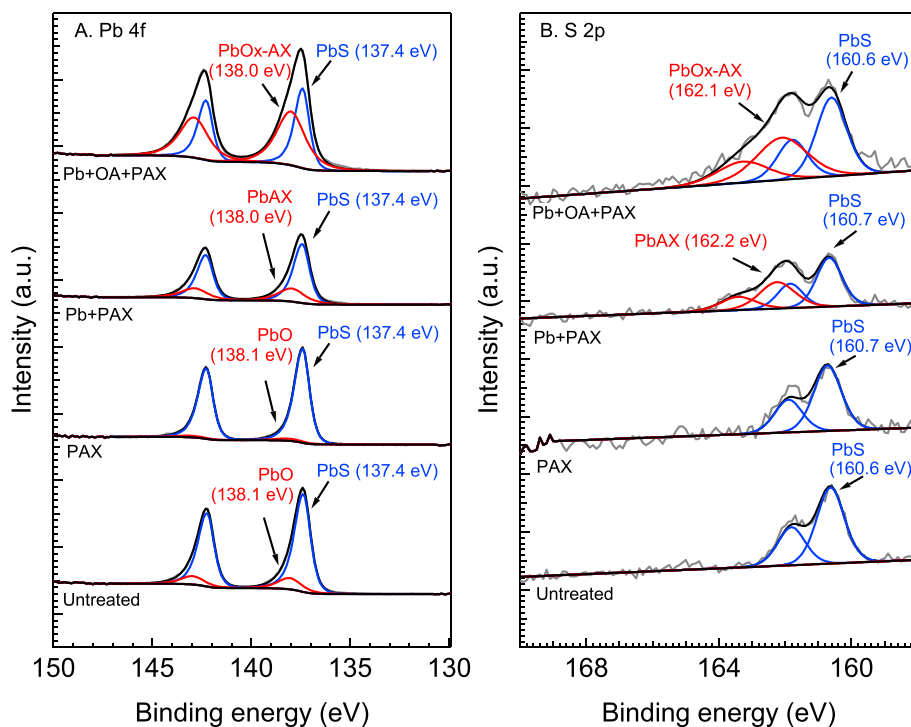 A. Pb 4f
PbOx-AX
(138.0 eV)
PbS (137.4 eV)
Pb+OA+PAX
PbAX
(138.0 eV)
PbS (137.4 eV)
Pb+PAX
PbO
(138.1 eV)
PbS (137.4 eV)
PAX
PbO
(138.1 eV)
PbS (137.4 eV)
Untreated
Intensity (a.u.)
150
145
140
135
130
Binding energy (eV)
B. S 2p
PbOx-AX
(162.1 eV)
PbS
(160.6 eV)
Pb+OA+PAX
PbAX (162.2 eV)
PbS
(160.7 eV)
Pb+PAX
PbS
(160.7 eV)
PAX
PbS
(160.6 eV)
Untreated
Intensity (a.u.)
168
164
160
Binding energy (eV)